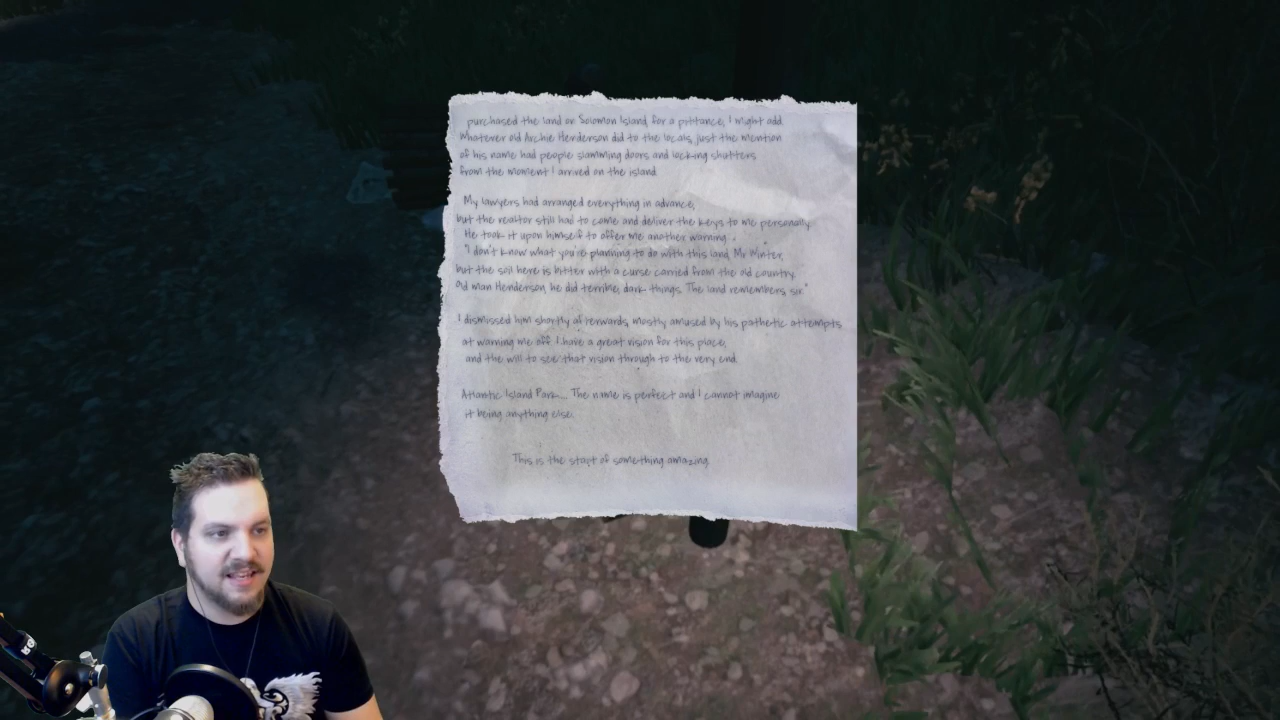 purchased the land on Solomon Island, for a pittance, I might add.
Whatever old Archie Henderson did to the locals, just the mention
of his name had people slamming doors and locking shutters
from the moment I arrived on the island.
My lawyers had arranged everything in advance,
but the realtor still had to come and deliver the keys to me personally.
He took it upon himself to offer me another warning.
"I don't know what you're planning to do with this land, Mr Winter,
but the soil here is bitter with a curse carried from the old country.
Old man Henderson, he did terrible, dark things. The land remembers, sir."
I dismissed him shortly afterwards, mostly amused by his pathetic attempts
at warning me off. I have a great vision for this place,
and the will to see that vision through to the very end.
Atlantic Island Park... The name is perfect and I cannot imagine
it being anything else.
This is the start of something amazing.